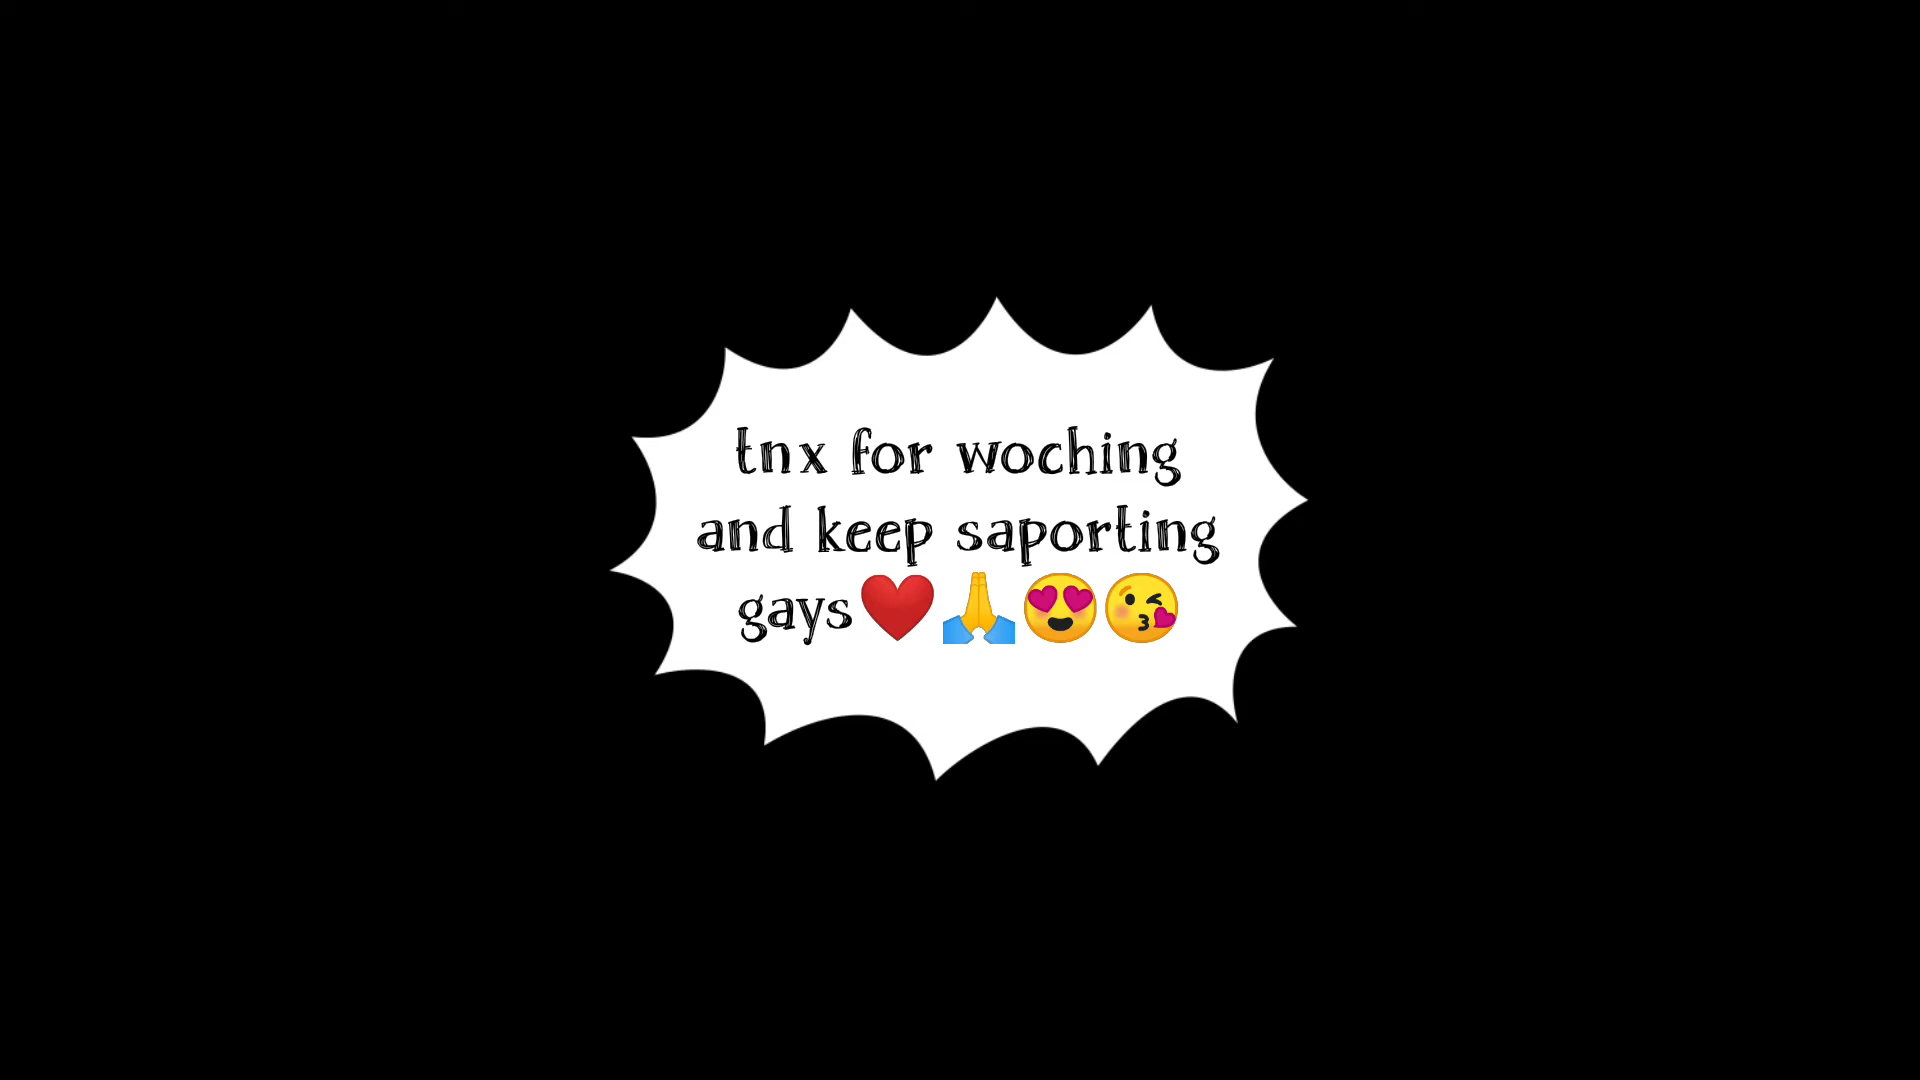 tnx for woching
and keep saporting
gays❤️🙏😍😘